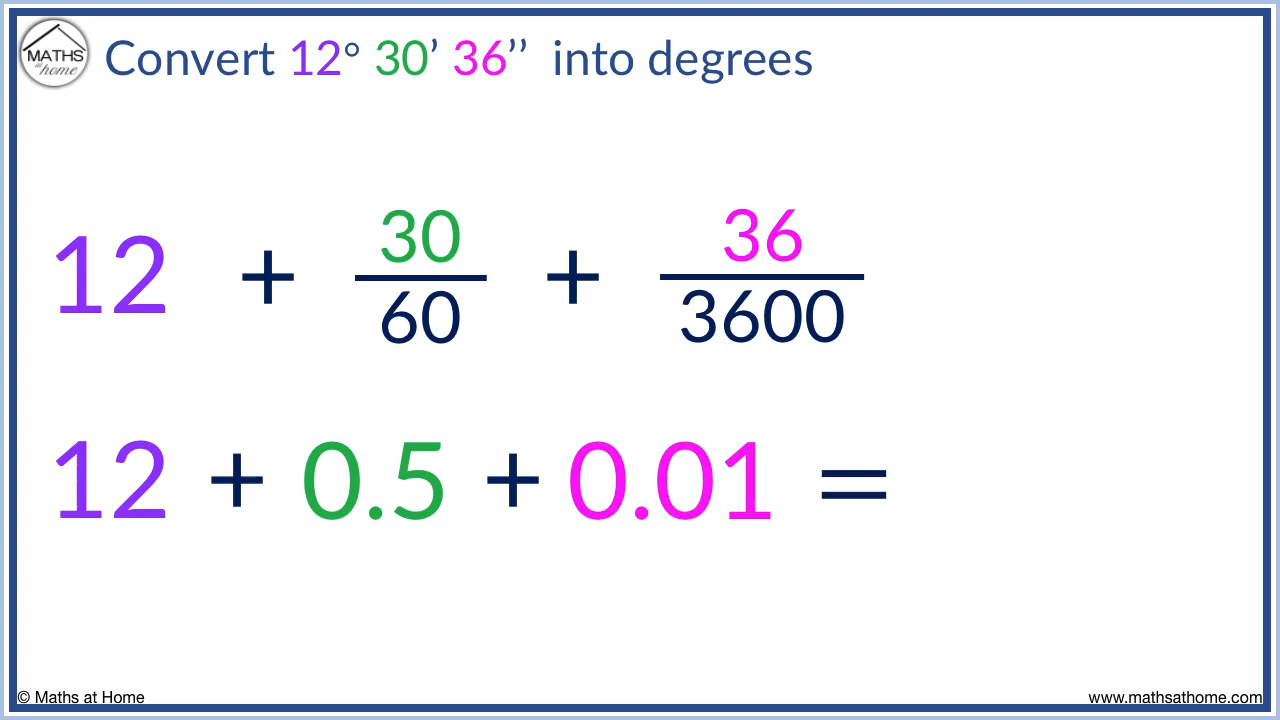 MATHS
at
home
Convert 12° 30’ 36’’ into degrees
12 + 30/60 + 36/3600
12 + 0.5 + 0.01 =
© Maths at Home
www.mathsathome.com